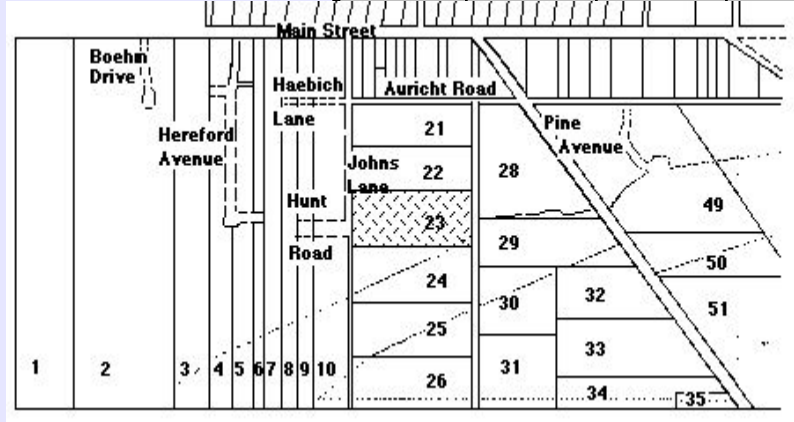 Main Street
Boehm
Drive
Haebich
Lane
Auricht Road
Hereford
Avenue
Pine
Avenue
Johns
Lane
Hunt
Road
21
22
23
24
25
26
28
29
30
31
32
33
34
35
49
50
51
1
2
3
4
5
6
7
8
9
10